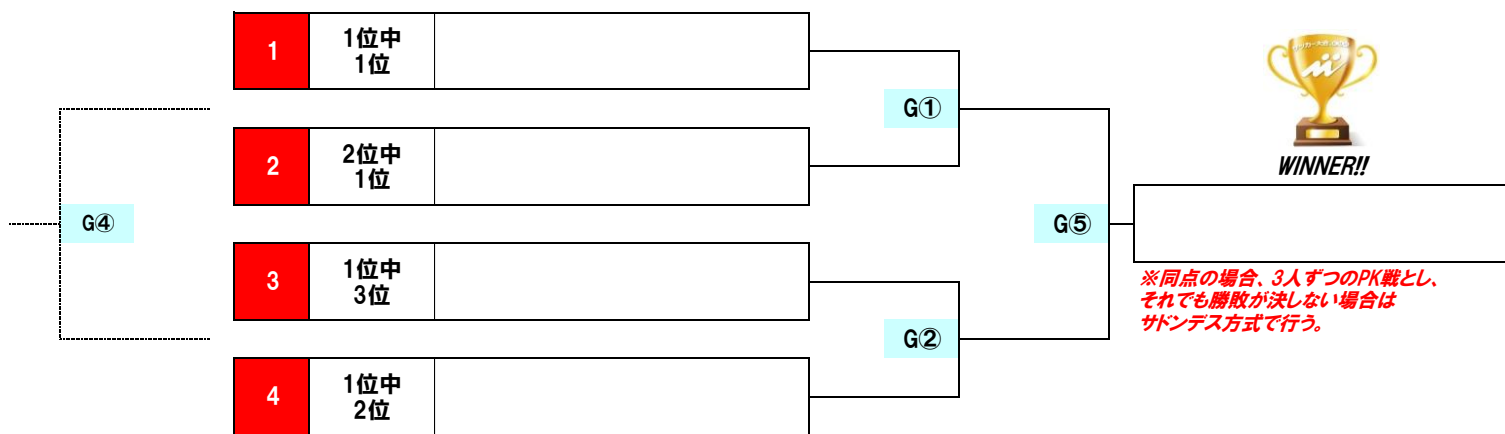 1
1位中
1位
G①
2
2位中
1位
WINNER!!
G④
G⑤
3
1位中
3位
※同点の場合、3人ずつのPK戦とし、
それでも勝敗が決しない場合は
サドンデス方式で行う。
G②
4
1位中
2位